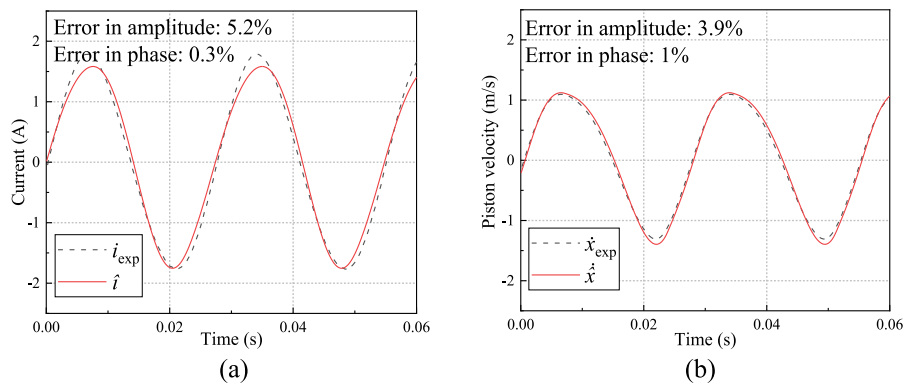 Error in amplitude: 5.2%
Error in phase: 0.3%
Current (A)
2
1
0
-1
-2
i_exp
î
0.00
0.02
0.04
0.06
Time (s)
(a)
Error in amplitude: 3.9%
Error in phase: 1%
Piston velocity (m/s)
2
1
0
-1
-2
ẋ_exp
ẋ̂
0.00
0.02
0.04
0.06
Time (s)
(b)